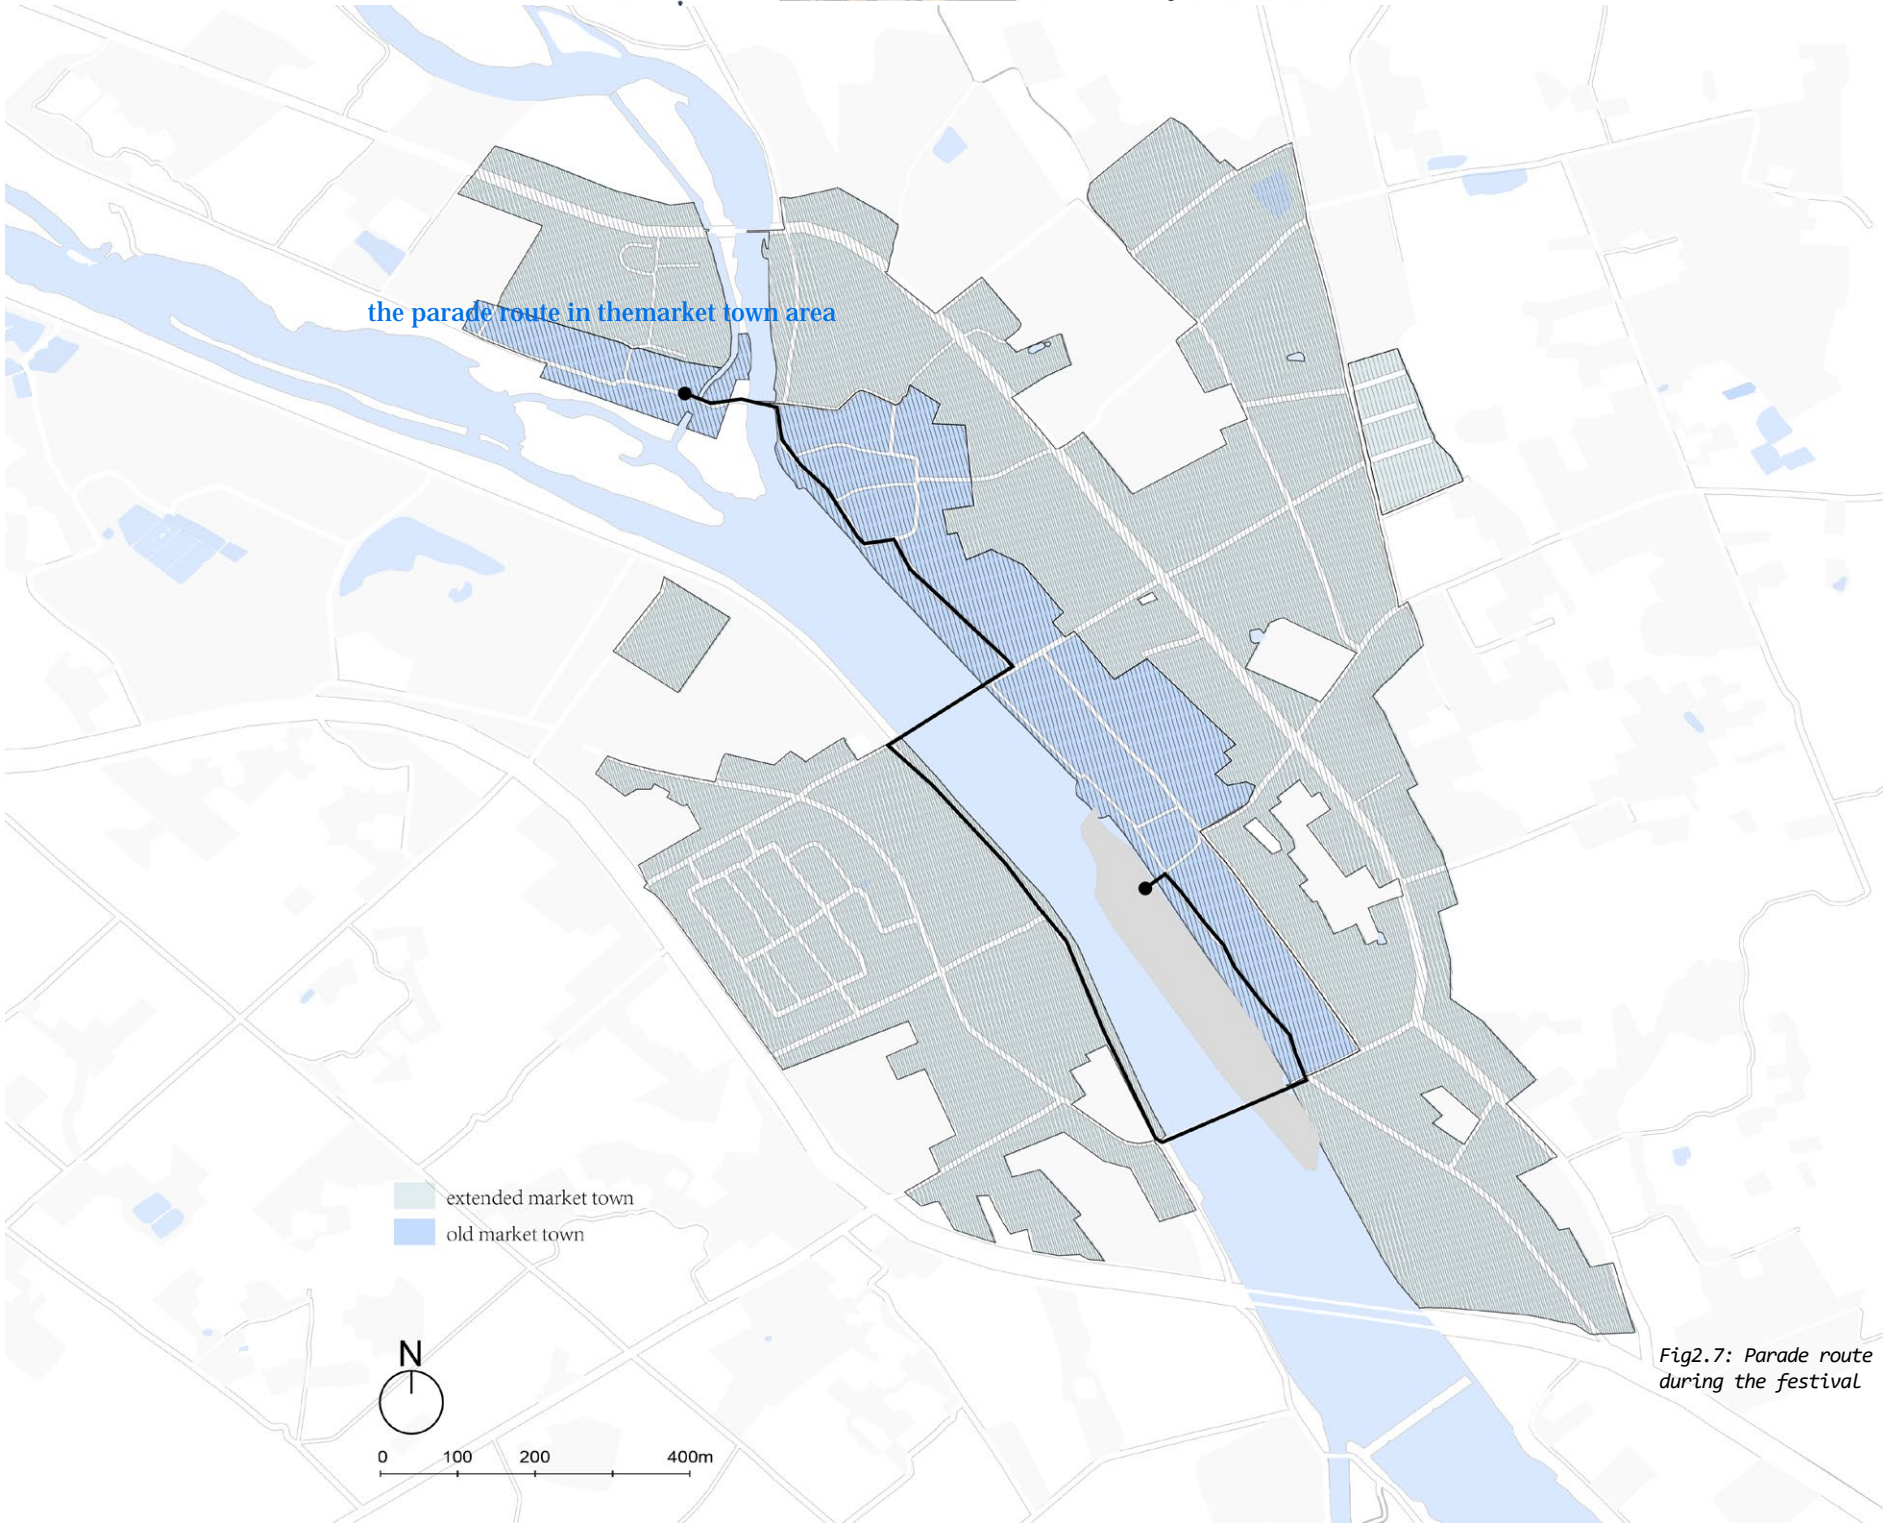 the parade route in themarket town area
extended market town
old market town
N
0 100 200 400m
Fig2.7: Parade route
during the festival